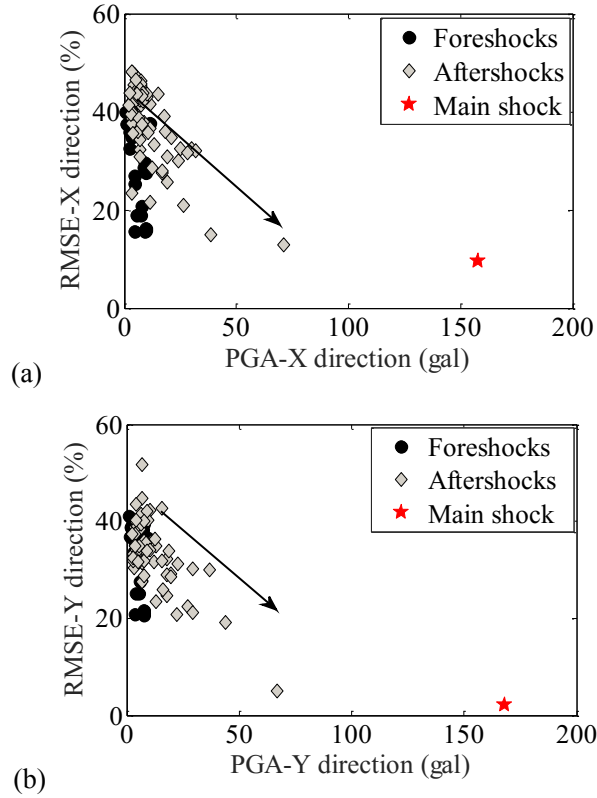 60
40
20
0
RMSE-X direction (%)
Foreshocks
Aftershocks
Main shock
0 50 100 150 200
PGA-X direction (gal)
(a)
60
40
20
0
RMSE-Y direction (%)
Foreshocks
Aftershocks
Main shock
0 50 100 150 200
PGA-Y direction (gal)
(b)